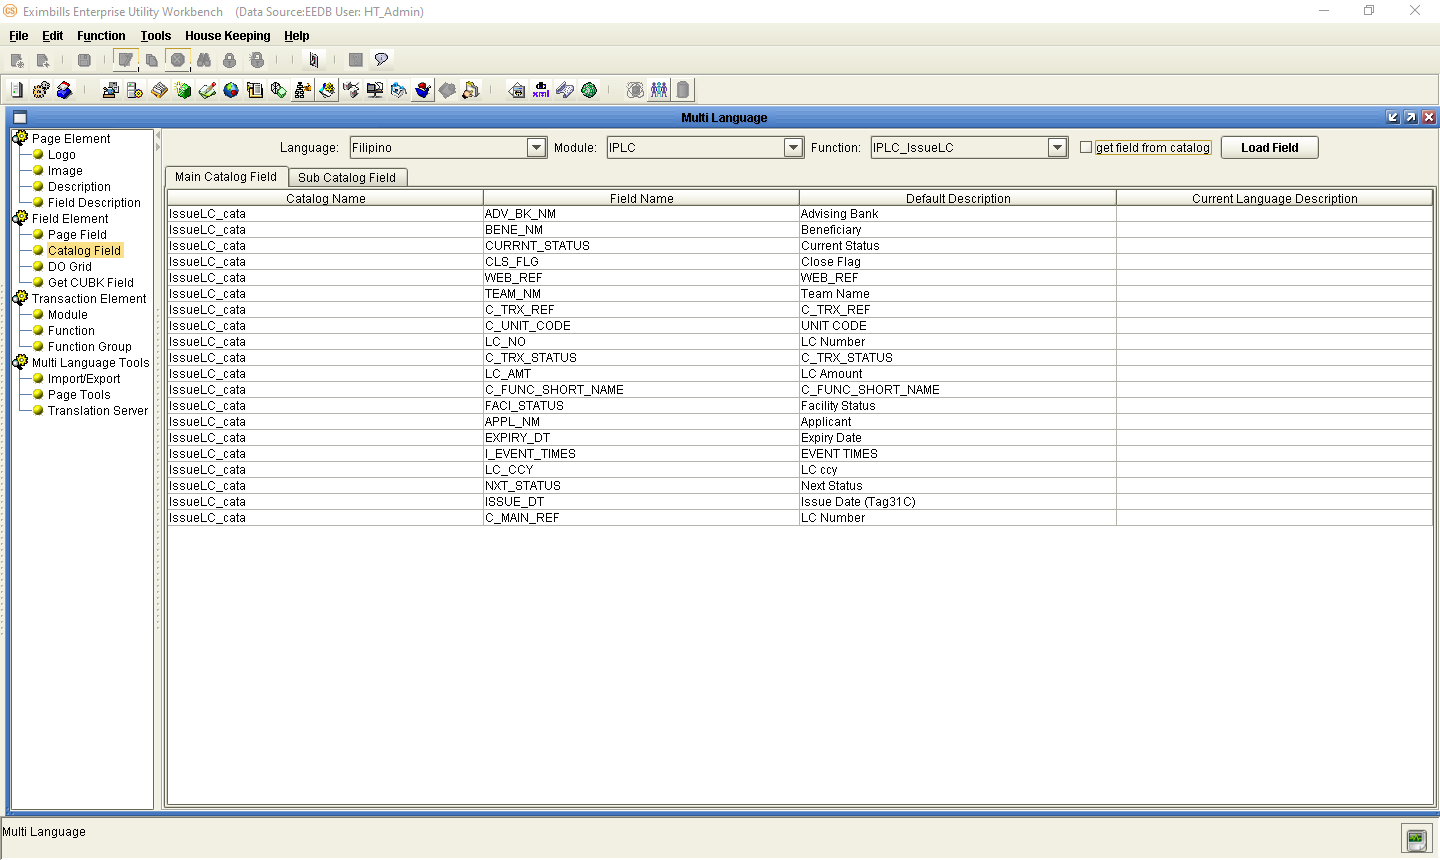 CS Eximbills Enterprise Utility Workbench (Data Source:EEDB User: HT_Admin)
File Edit Function Tools House Keeping Help
xml
Multi Language
Page Element
Logo
Image
Description
Field Description
Field Element
Page Field
Catalog Field
DO Grid
Get CUBK Field
Transaction Element
Module
Function
Function Group
Multi Language Tools
Import/Export
Page Tools
Translation Server
Language: Filipino Module: IPLC Function: IPLC_IssueLC get field from catalog Load Field
Main Catalog Field Sub Catalog Field
Catalog Name Field Name Default Description Current Language Description
IssueLC_cata ADV_BK_NM Advising Bank
IssueLC_cata BENE_NM Beneficiary
IssueLC_cata CURRNT_STATUS Current Status
IssueLC_cata CLS_FLG Close Flag
IssueLC_cata WEB_REF WEB_REF
IssueLC_cata TEAM_NM Team Name
IssueLC_cata C_TRX_REF C_TRX_REF
IssueLC_cata C_UNIT_CODE UNIT CODE
IssueLC_cata LC_NO LC Number
IssueLC_cata C_TRX_STATUS C_TRX_STATUS
IssueLC_cata LC_AMT LC Amount
IssueLC_cata C_FUNC_SHORT_NAME C_FUNC_SHORT_NAME
IssueLC_cata FACI_STATUS Facility Status
IssueLC_cata APPL_NM Applicant
IssueLC_cata EXPIRY_DT Expiry Date
IssueLC_cata I_EVENT_TIMES EVENT TIMES
IssueLC_cata LC_CCY LC ccy
IssueLC_cata NXT_STATUS Next Status
IssueLC_cata ISSUE_DT Issue Date (Tag31C)
IssueLC_cata C_MAIN_REF LC Number
Multi Language